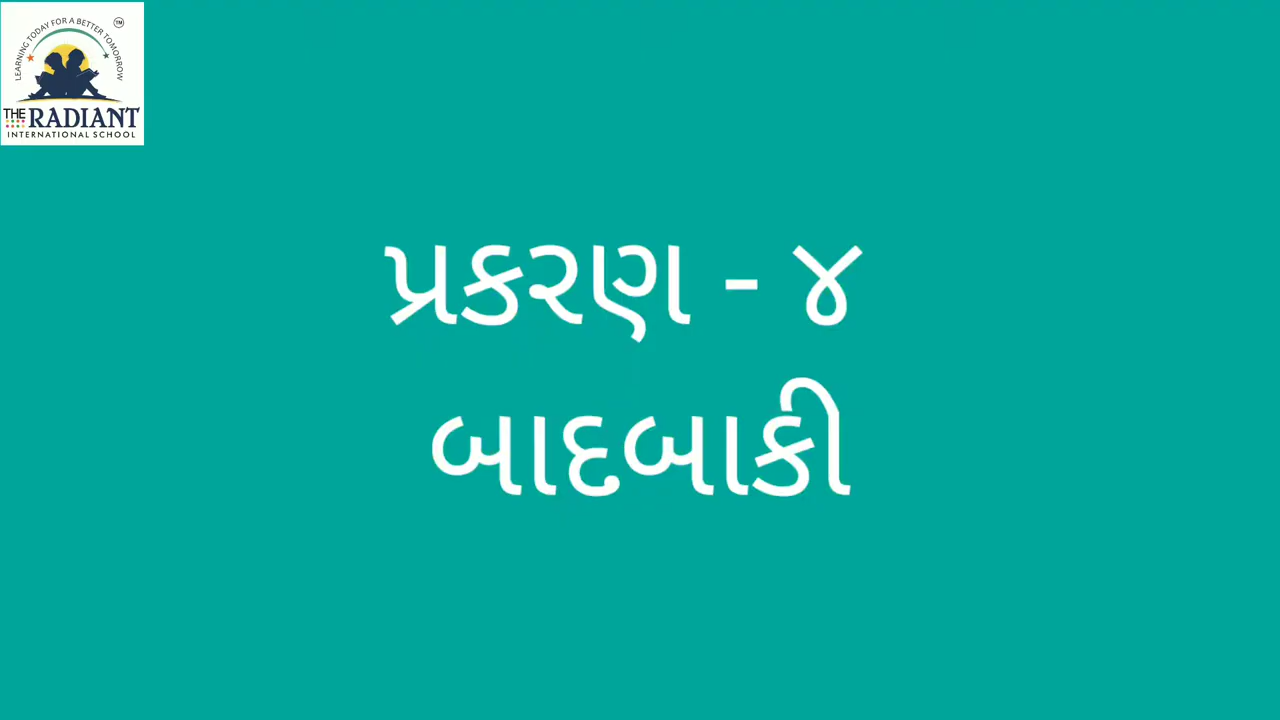 LEARNING TODAY FOR A BETTER TOMORROW
TM
THE RADIANT
INTERNATIONAL SCHOOL
પ્રકરણ - ૪
બાદબાકી